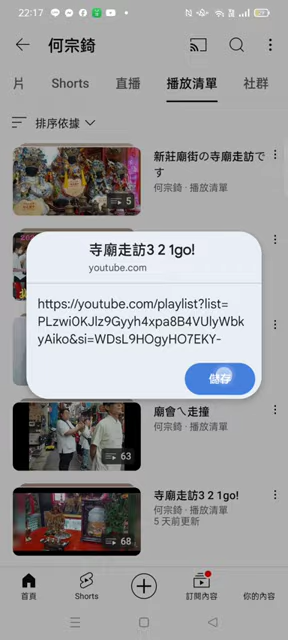 22:17
何宗錡
片 Shorts 直播 播放清單 社群
排序依據
新莊廟街の寺廟走訪で
す
何宗錡·播放清單
5
寺廟走訪3 2 1go!
youtube.com
https://youtube.com/playlist?list=
PLzwi0KJlz9Gyyh4xpa8B4VUlyWbk
yAiko&si=WDsL9HOgyHO7EKY-
儲存
廟會ㄟ走撞
何宗錡·播放清單
63
寺廟走訪3 2 1go!
何宗錡·播放清單
5 天前更新
68
首頁 Shorts 訂閱內容 你的內容